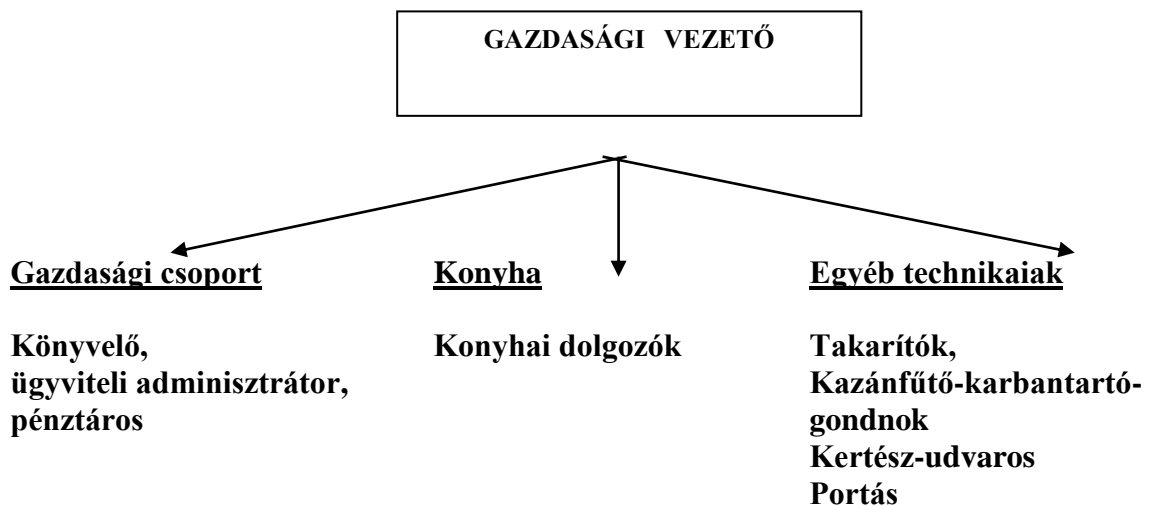 GAZDASÁGI VEZETŐ
Gazdasági csoport
Könyvelő,
ügyviteli adminisztrátor,
pénztáros
Konyha
Konyhai dolgozók
Egyéb technikaiak
Takarítók,
Kazánfűtő-karbantartó-
gondnok
Kertész-udvaros
Portás